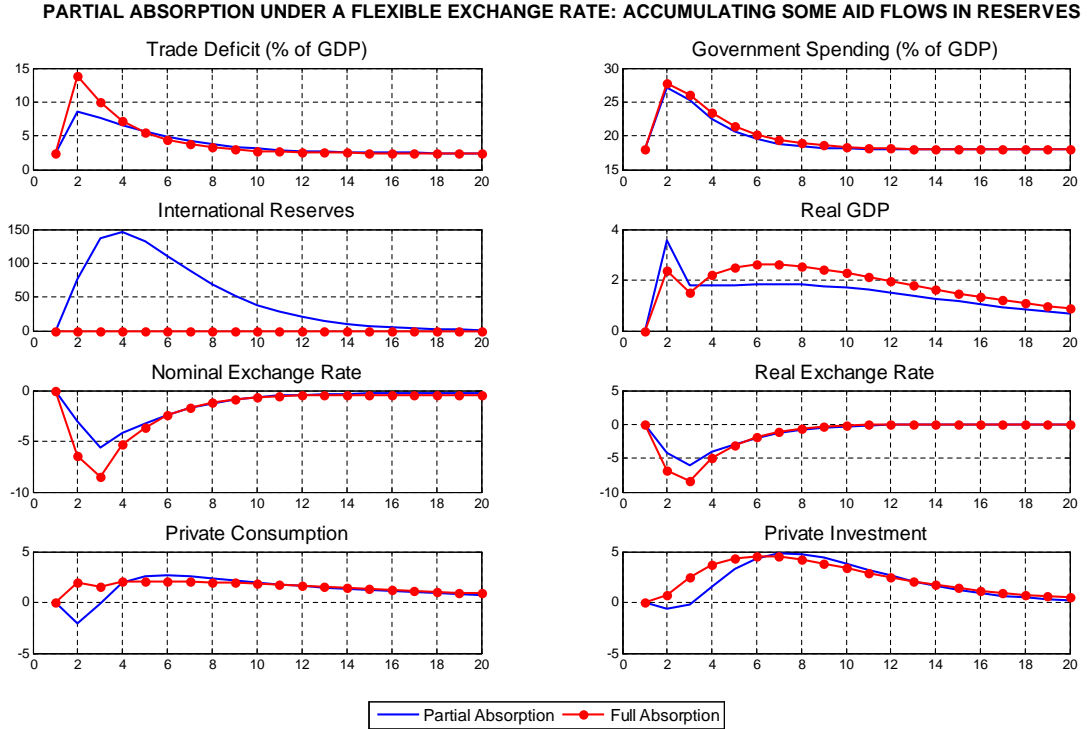 PARTIAL ABSORPTION UNDER A FLEXIBLE EXCHANGE RATE: ACCUMULATING SOME AID FLOWS IN RESERVES
Trade Deficit (% of GDP)
15
10
5
0
0 2 4 6 8 10 12 14 16 18 20
Government Spending (% of GDP)
30
25
20
15
0 2 4 6 8 10 12 14 16 18 20
International Reserves
150
100
50
0
0 2 4 6 8 10 12 14 16 18 20
Real GDP
4
2
0
0 2 4 6 8 10 12 14 16 18 20
Nominal Exchange Rate
0
-5
-10
0 2 4 6 8 10 12 14 16 18 20
Real Exchange Rate
5
0
-5
-10
0 2 4 6 8 10 12 14 16 18 20
Private Consumption
5
0
-5
0 2 4 6 8 10 12 14 16 18 20
Private Investment
5
0
-5
0 2 4 6 8 10 12 14 16 18 20
Partial Absorption Full Absorption